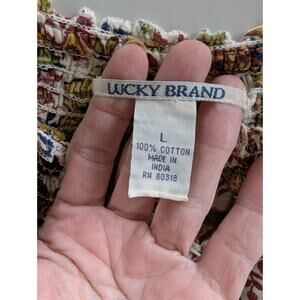 LUCKY BRAND
L
100% COTTON
MADE IN
INDIA
RN 80318